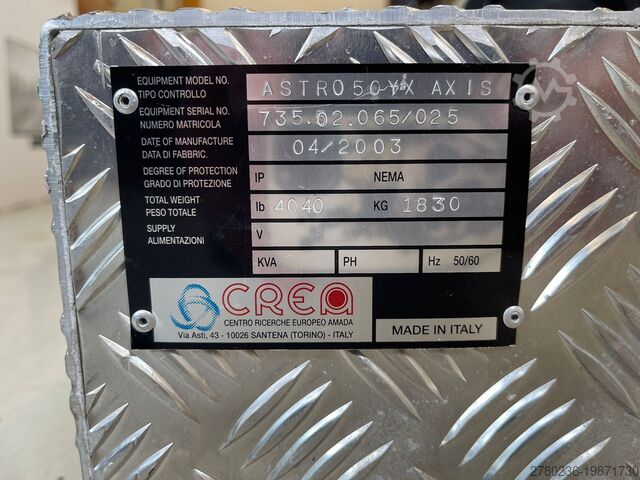 EQUIPMENT MODEL NO. ASTRO50YX AXIS
TIPO CONTROLLO
EQUIPMENT SERIAL NO. 735.02.065/025
NUMERO MATRICOLA
DATE OF MANUFACTURE 04/2003
DATA DI FABBRIC.
DEGREE OF PROTECTION IP NEMA
GRADO DI PROTEZIONE
TOTAL WEIGHT lb 4040 KG 1830
PESO TOTALE
SUPPLY V
ALIMENTAZIONI
KVA PH Hz 50/60
CREA
CENTRO RICERCHE EUROPEO AMADA
Via Asti, 43 - 10026 SANTENA (TORINO) - ITALY
MADE IN ITALY
2780236-19871730